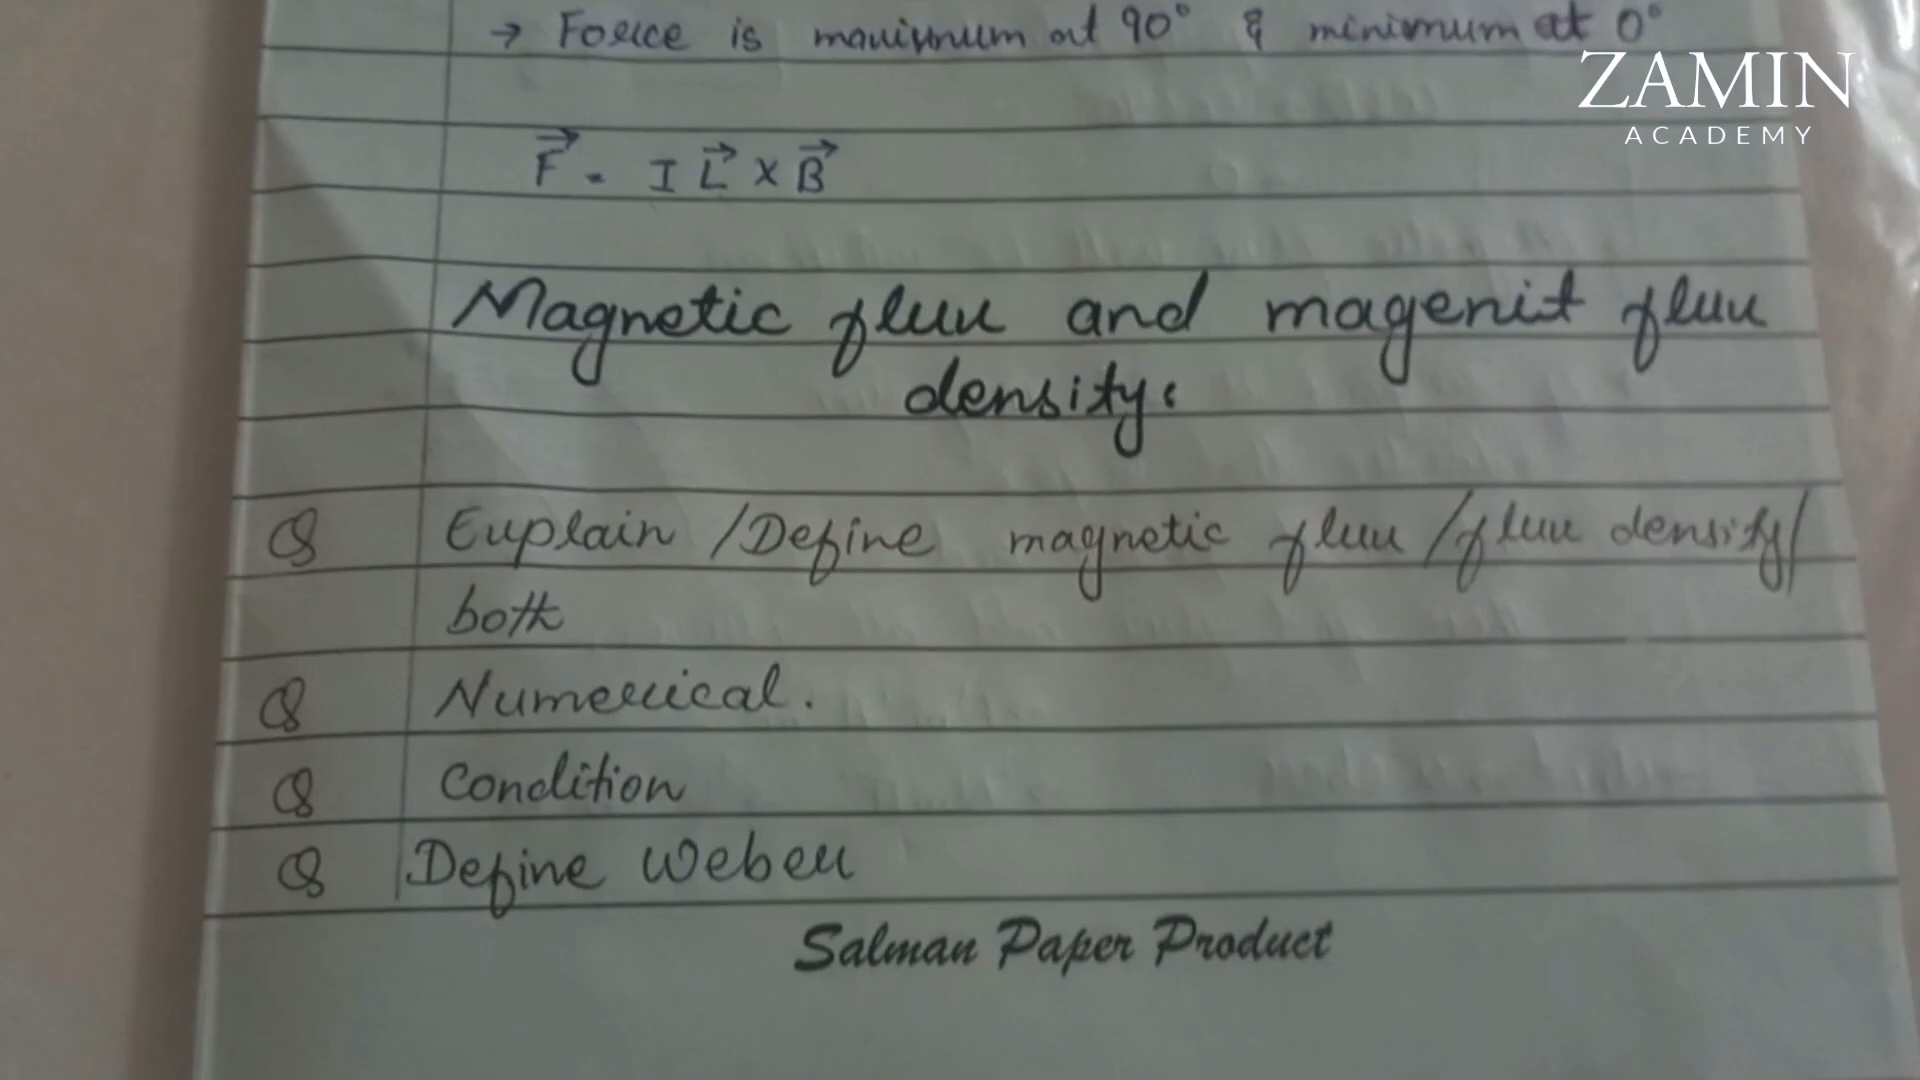 → Force is maximum at 90° & minimum at 0°
ZAMIN
ACADEMY
F⃗ = I L⃗ × B⃗
Magnetic flux and magenit flux
density:
Q Explain / Define magnetic flux / flux density /
both
Q Numerical.
Q Condition
Q Define Weber
Salman Paper Product